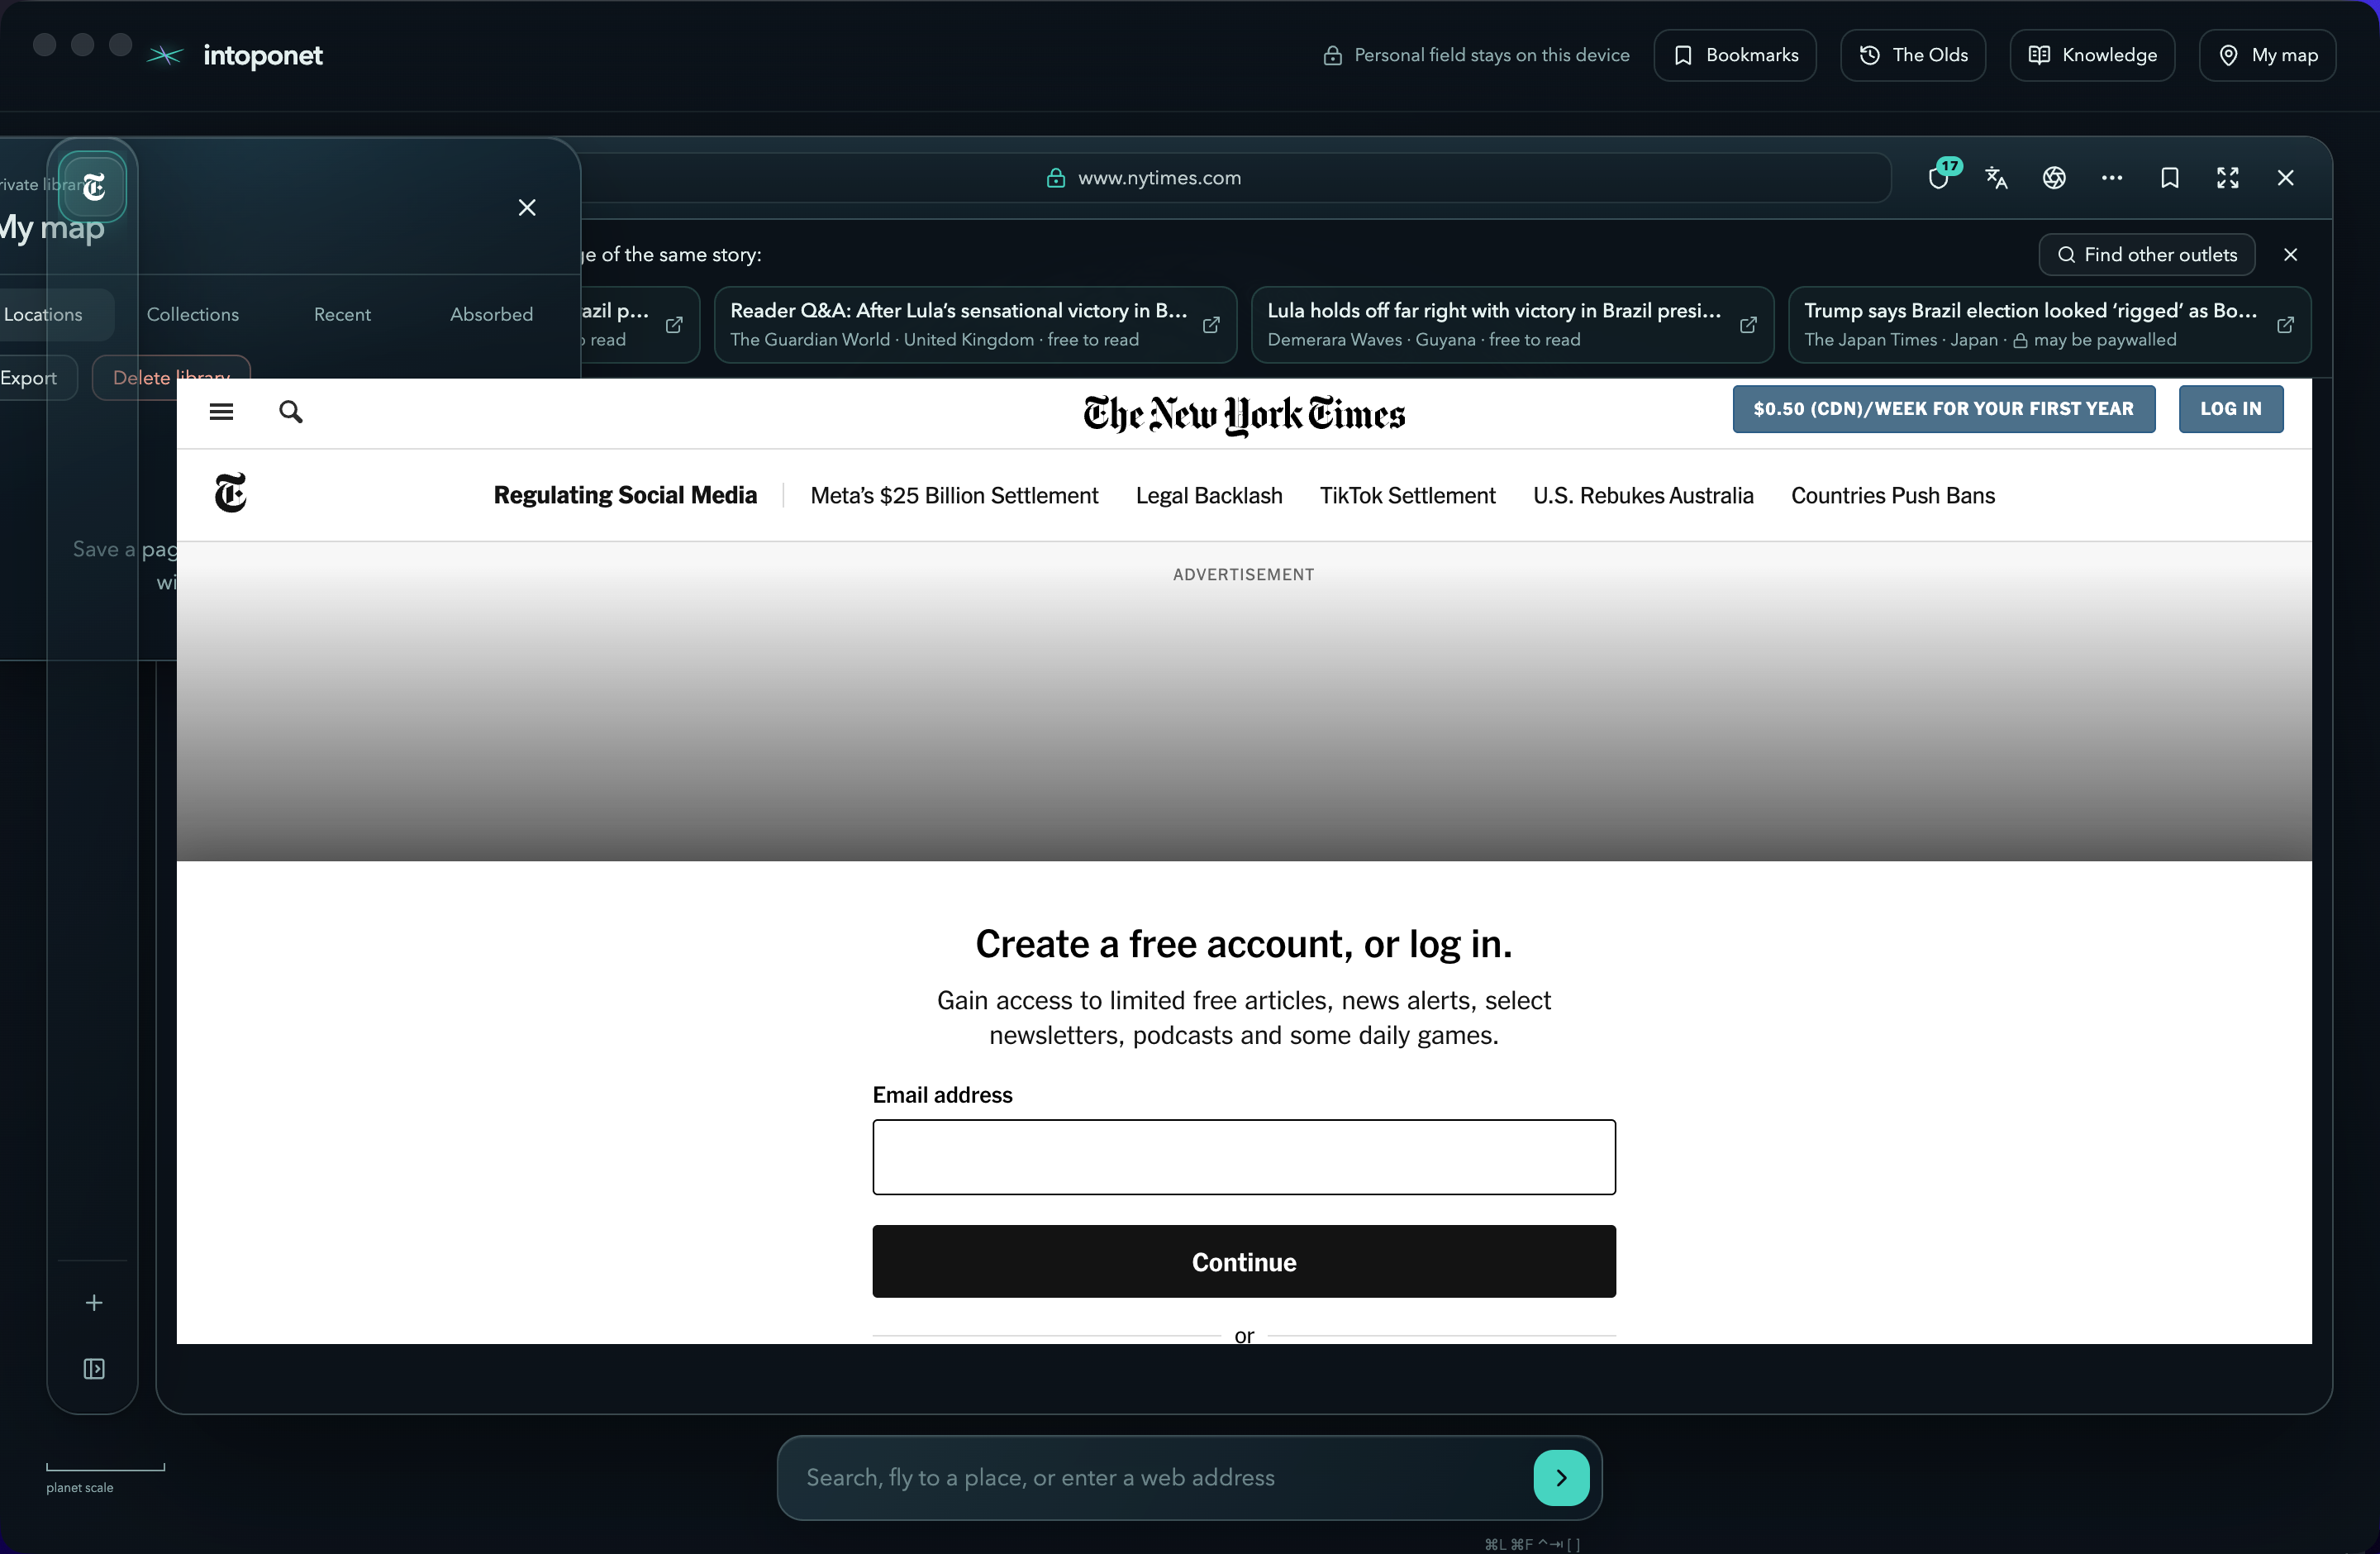 intoponet
Personal field stays on this device
Bookmarks
The Olds
Knowledge
My map
My map
Locations
Collections
Recent
Absorbed
Export
Delete library
Save a
www.nytimes.com
17
of the same story:
Find other outlets
Reader Q&A: After Lula’s sensational victory in B...
The Guardian World · United Kingdom · free to read
Lula holds off far right with victory in Brazil presi...
Demerara Waves · Guyana · free to read
Trump says Brazil election looked ‘rigged’ as Bo...
The Japan Times · Japan · may be paywalled
read
The New York Times
$0.50 (CDN)/WEEK FOR YOUR FIRST YEAR
LOG IN
Regulating Social Media
Meta’s $25 Billion Settlement
Legal Backlash
TikTok Settlement
U.S. Rebukes Australia
Countries Push Bans
ADVERTISEMENT
Create a free account, or log in.
Gain access to limited free articles, news alerts, select
newsletters, podcasts and some daily games.
Email address
Continue
or
planet scale
Search, fly to a place, or enter a web address
⌘L ⌘F ^⇥ [ ]